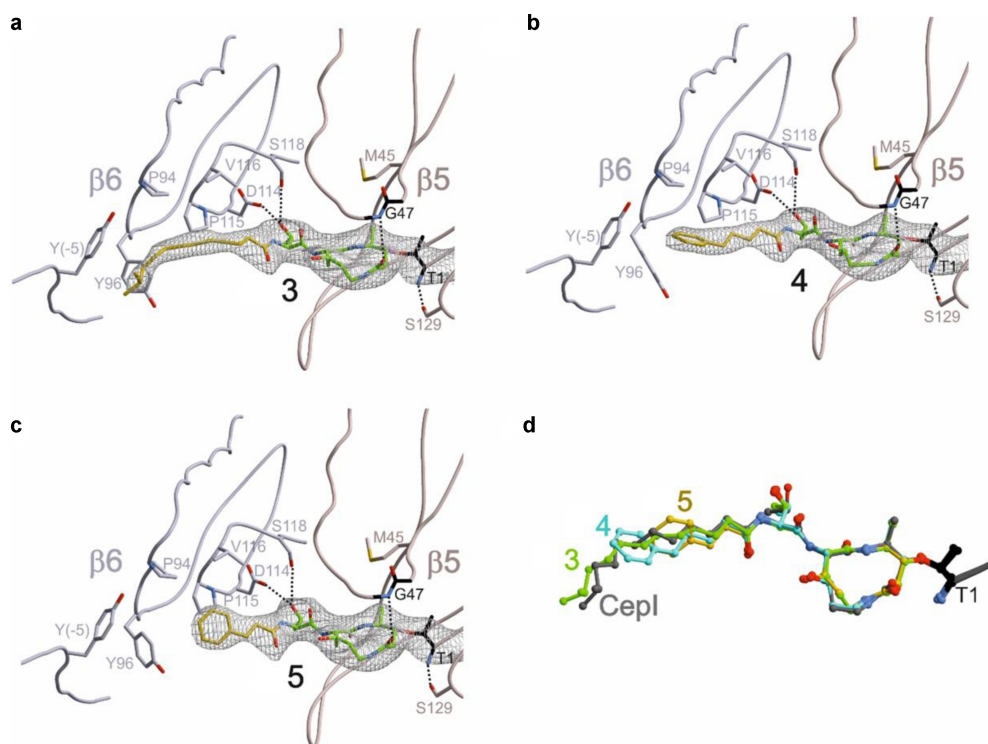 a
β6
P94
V116
S118
D114
P115
M45
β5
G47
Y(-5)
Y96
3
T1
S129
b
β6
P94
V116
S118
D114
P115
M45
β5
G47
Y(-5)
Y96
4
T1
S129
c
β6
P94
V116
S118
D114
P115
M45
β5
G47
Y(-5)
Y96
5
T1
S129
d
5
4
3
CepI
T1